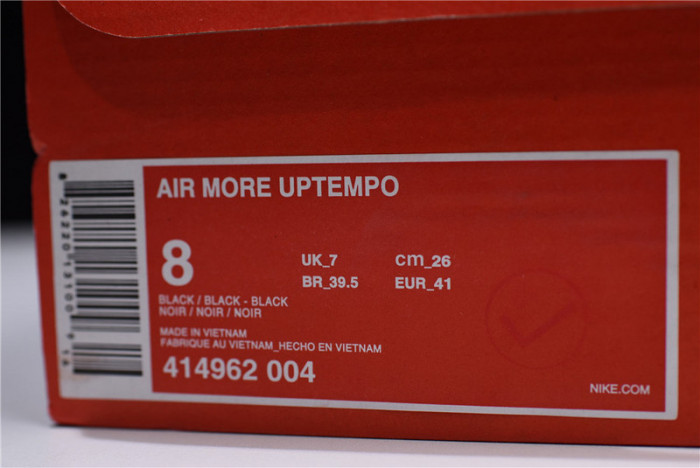 AIR MORE UPTEMPO
8
UK_7
cm_26
BR_39.5
EUR_41
BLACK / BLACK - BLACK
NOIR / NOIR / NOIR
MADE IN VIETNAM
FABRIQUE AU VIETNAM_HECHO EN VIETNAM
414962 004
NIKE.COM